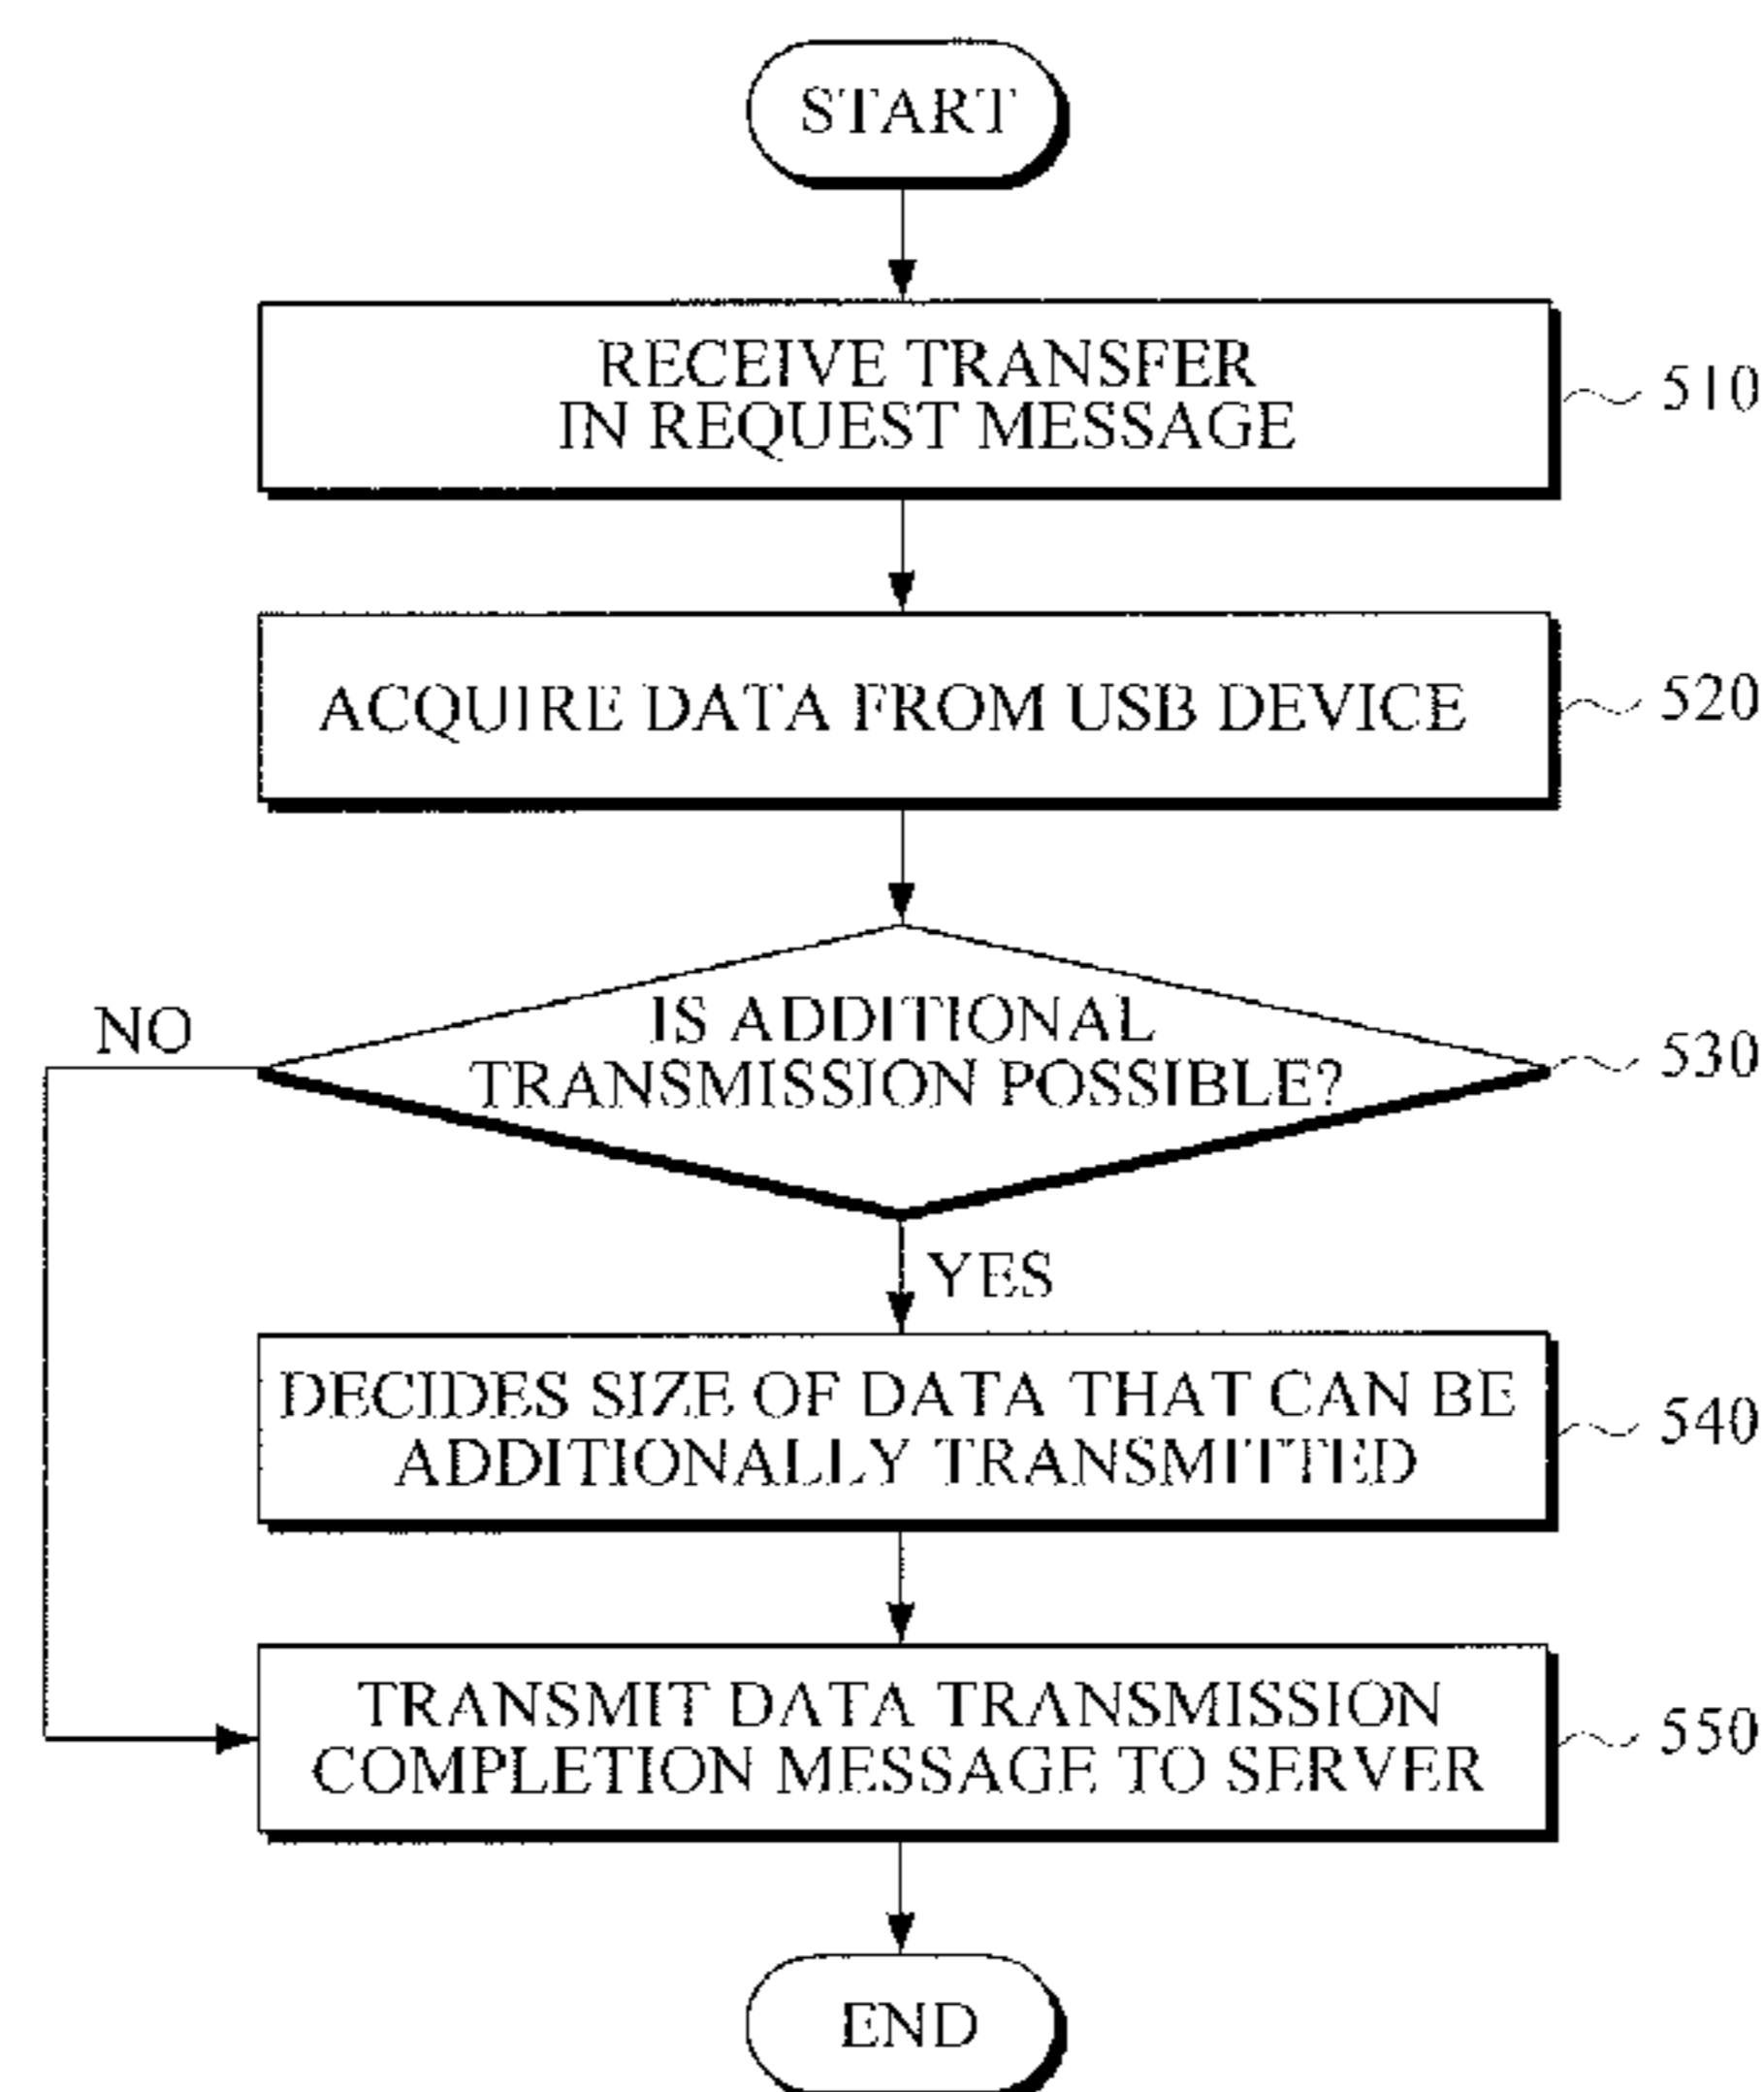 START
RECEIVE TRANSFER
IN REQUEST MESSAGE
510
ACQUIRE DATA FROM USB DEVICE
520
NO
IS ADDITIONAL
TRANSMISSION POSSIBLE?
530
YES
DECIDES SIZE OF DATA THAT CAN BE
ADDITIONALLY TRANSMITTED
540
TRANSMIT DATA TRANSMISSION
COMPLETION MESSAGE TO SERVER
550
END